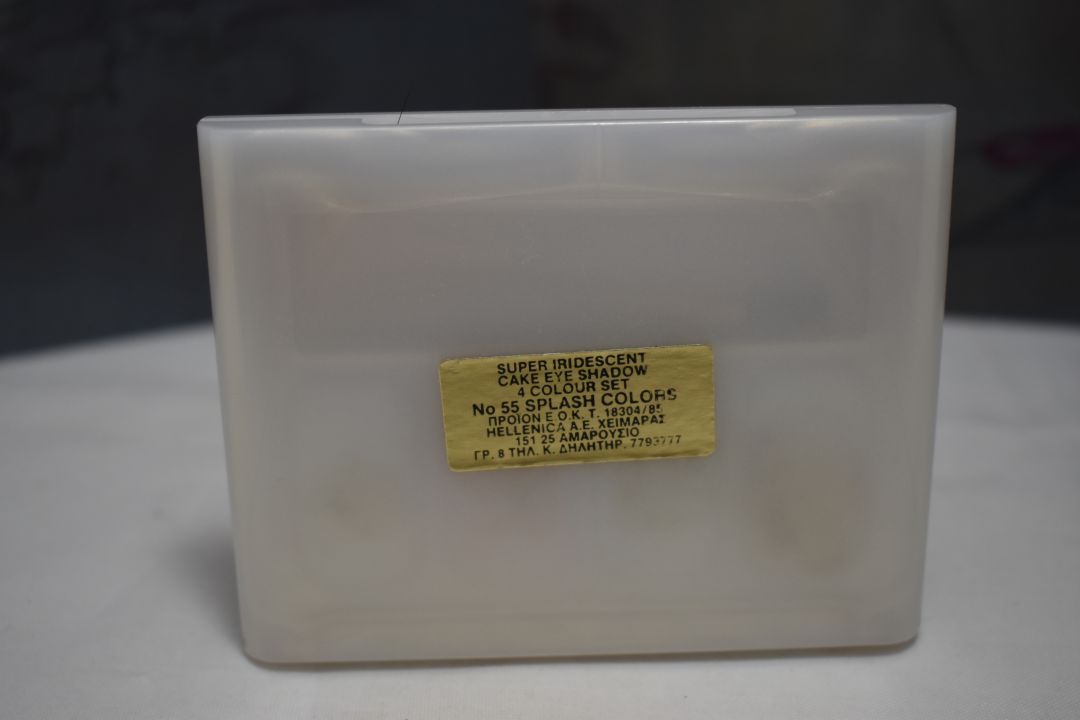 SUPER IRIDESCENT
CAKE EYE SHADOW
4 COLOUR SET
No 55 SPLASH COLORS
ΠΡΟΪΟΝ Ε.Ο.Κ. Τ. 18304/85
HELLENICA A.E. ΧΕΙΜΑΡΑΣ
151 25 ΑΜΑΡΟΥΣΙΟ
ΓΡ. 8 ΤΗΛ. Κ. ΔΗΛΗΤΗΡ. 7793777